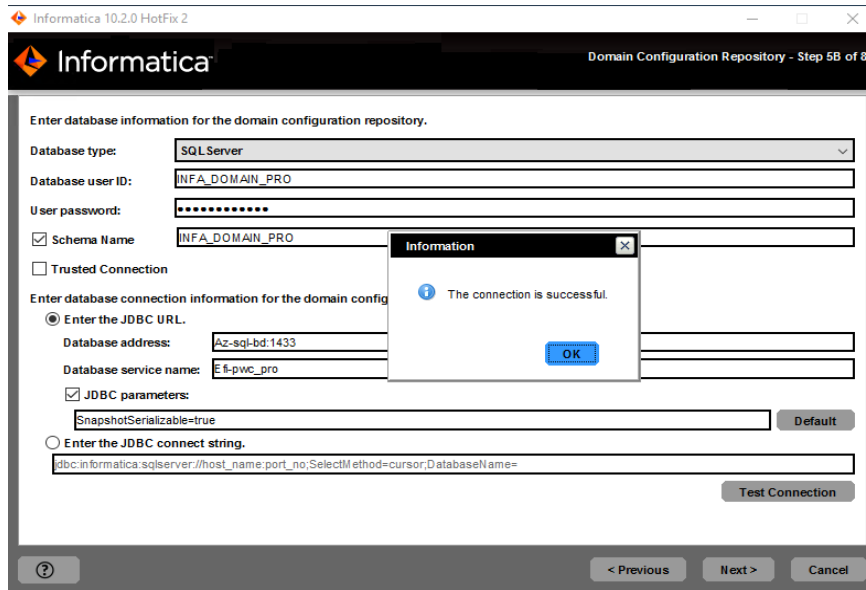 Informatica 10.2.0 HotFix 2
Informatica
Domain Configuration Repository - Step 5B of 8
Enter database information for the domain configuration repository.
Database type: SQLServer
Database user ID: INFA_DOMAIN_PRO
User password: ●●●●●●●●●●●●
Schema Name INFA_DOMAIN_PRO
Information
Trusted Connection
The connection is successful.
Enter database connection information for the domain config
Enter the JDBC URL.
Database address: Az-sql-bd:1433
OK
Database service name: Efi-pwc_pro
JDBC parameters:
SnapshotSerializable=true Default
Enter the JDBC connect string.
jdbc:informatica:sqlserver://host_name:port_no;SelectMethod=cursor;DatabaseName=
Test Connection
? < Previous Next > Cancel